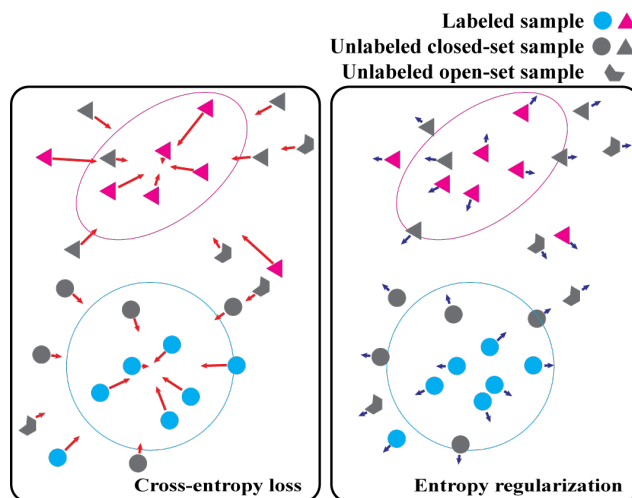 Labeled sample
Unlabeled closed-set sample
Unlabeled open-set sample
Cross-entropy loss
Entropy regularization